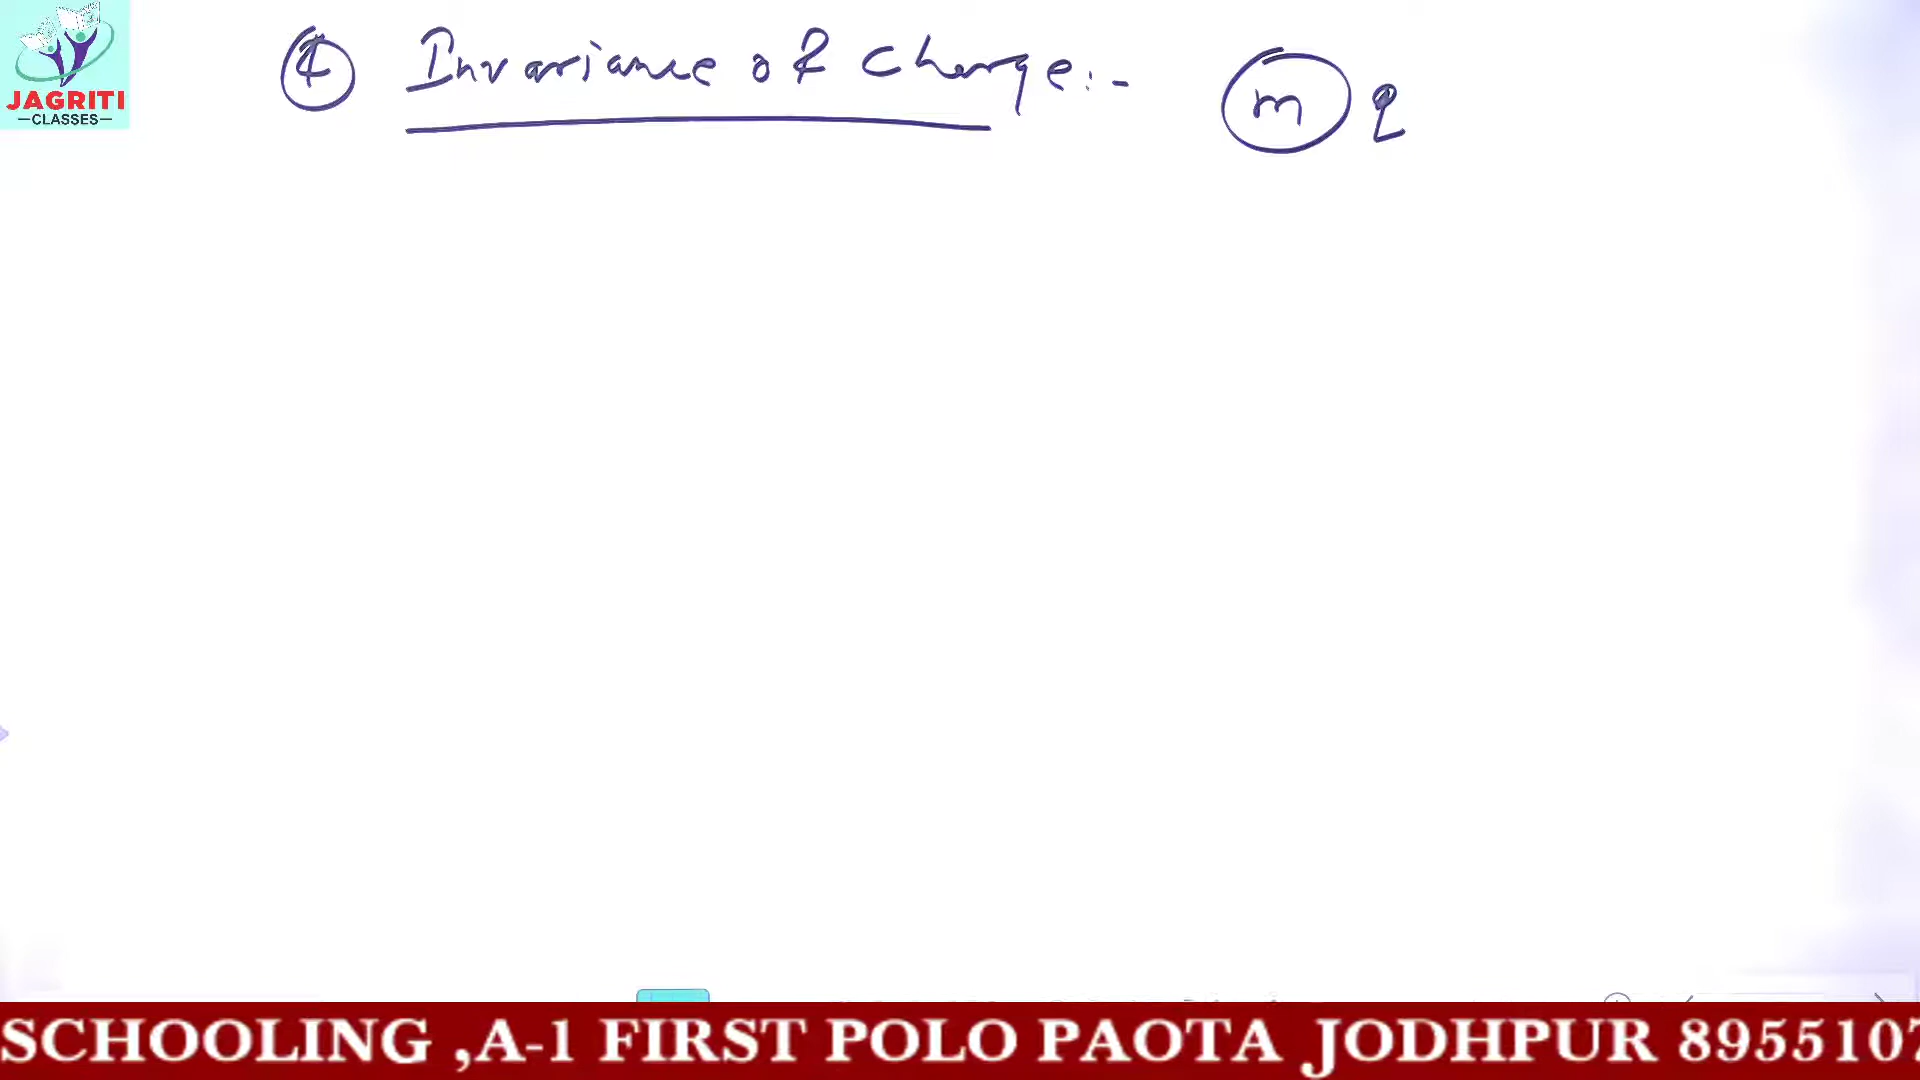 JAGRITI
CLASSES
4 Invariance of Charge:- m q
SCHOOLING ,A-1 FIRST POLO PAOTA JODHPUR 895510